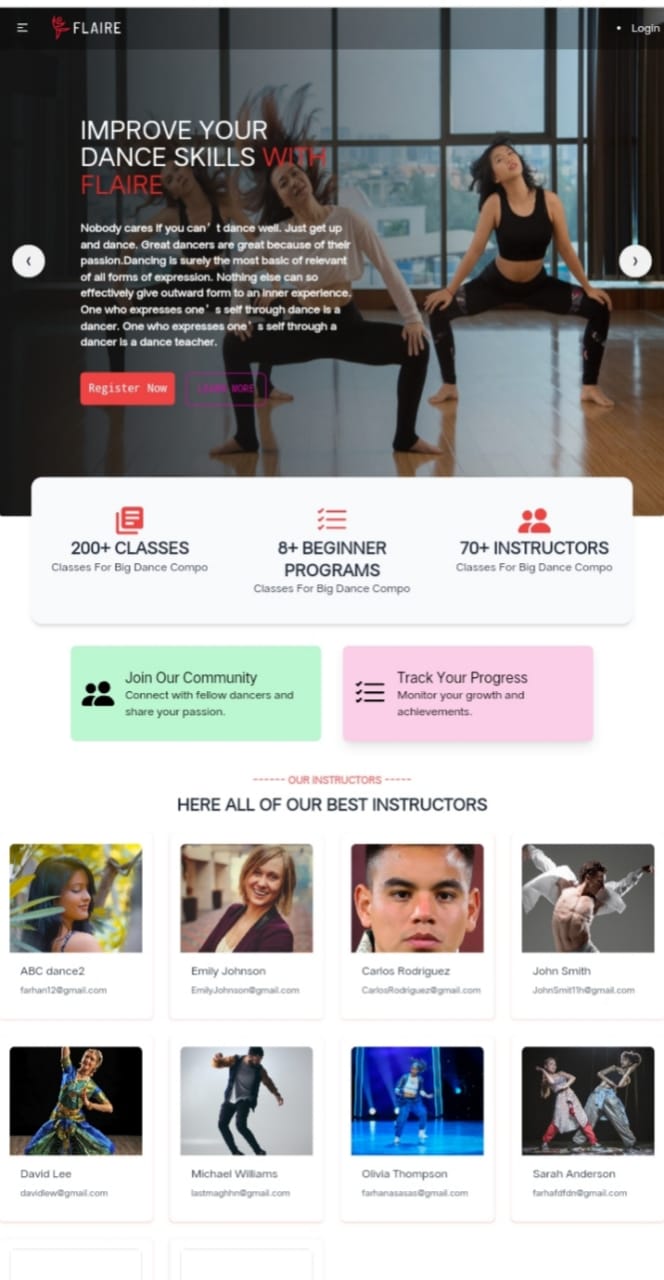 FLAIRE
Login
IMPROVE YOUR
DANCE SKILLS WITH
FLAIRE
Nobody cares if you can’t dance well. Just get up
and dance. Great dancers are great because of their
passion.Dancing is surely the most basic of relevant
of all forms of expression. Nothing else can so
effectively give outward form to an inner experience.
One who expresses one’s self through dance is a
dancer. One who expresses one’s self through a
dancer is a dance teacher.
Register Now
LEARN MORE
200+ CLASSES
Classes For Big Dance Compo
8+ BEGINNER
PROGRAMS
Classes For Big Dance Compo
70+ INSTRUCTORS
Classes For Big Dance Compo
Join Our Community
Connect with fellow dancers and
share your passion.
Track Your Progress
Monitor your growth and
achievements.
------ OUR INSTRUCTORS -----
HERE ALL OF OUR BEST INSTRUCTORS
ABC dance2
farhan12@gmail.com
Emily Johnson
EmilyJohnson@gmail.com
Carlos Rodriguez
CarlosRodriguez@gmail.com
John Smith
JohnSmit11h@gmail.com
David Lee
davidlew@gmail.com
Michael Williams
lastmaghhn@gmail.com
Olivia Thompson
farhanasasas@gmail.com
Sarah Anderson
farhafdfdn@gmail.com